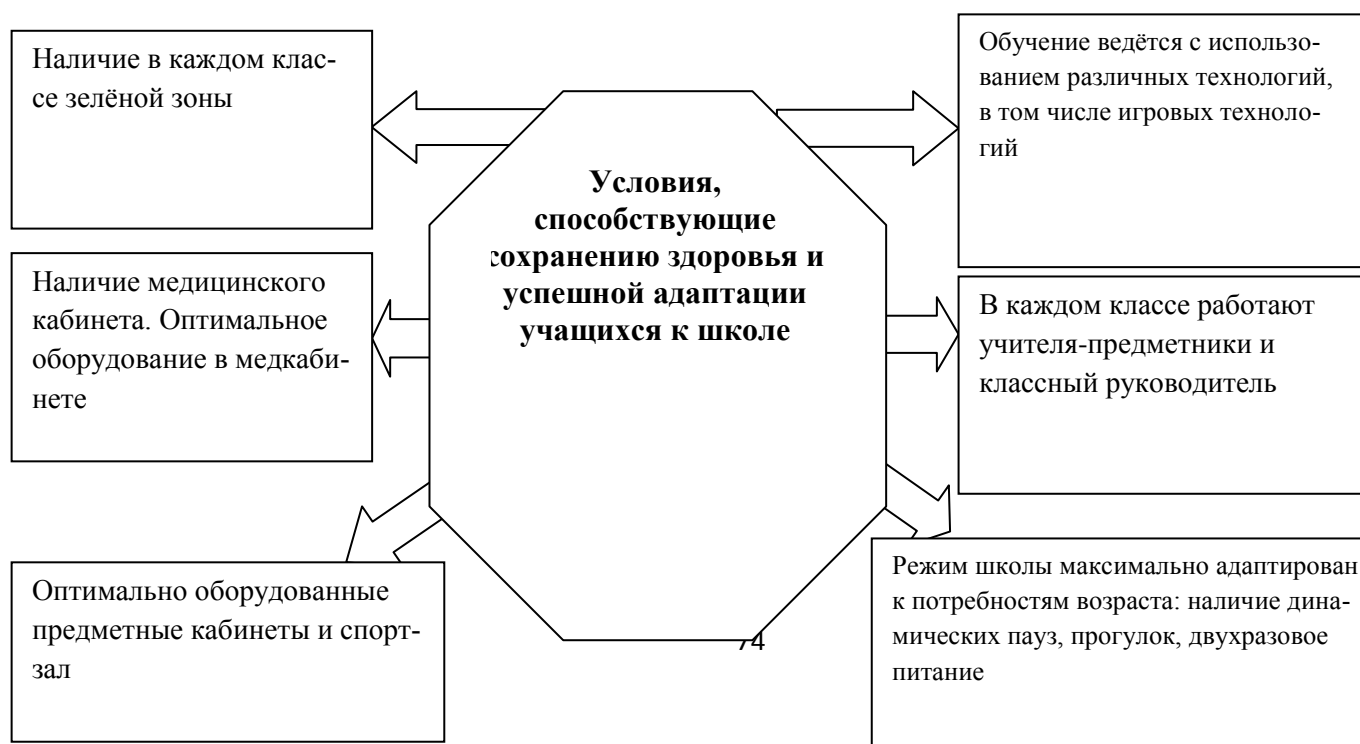 Наличие в каждом клас-
се зелёной зоны
Обучение ведётся с использо-
ванием различных технологий,
в том числе игровых техноло-
гий
Условия,
способствующие
сохранению здоровья и
успешной адаптации
учащихся к школе
Наличие медицинского
кабинета. Оптимальное
оборудование в медкаби-
нете
В каждом классе работают
учителя-предметники и
классный руководитель
Оптимально оборудованные
предметные кабинеты и спорт-
зал
Режим школы максимально адаптирован
к потребностям возраста: наличие дина-
мических пауз, прогулок, двухразовое
питание
74